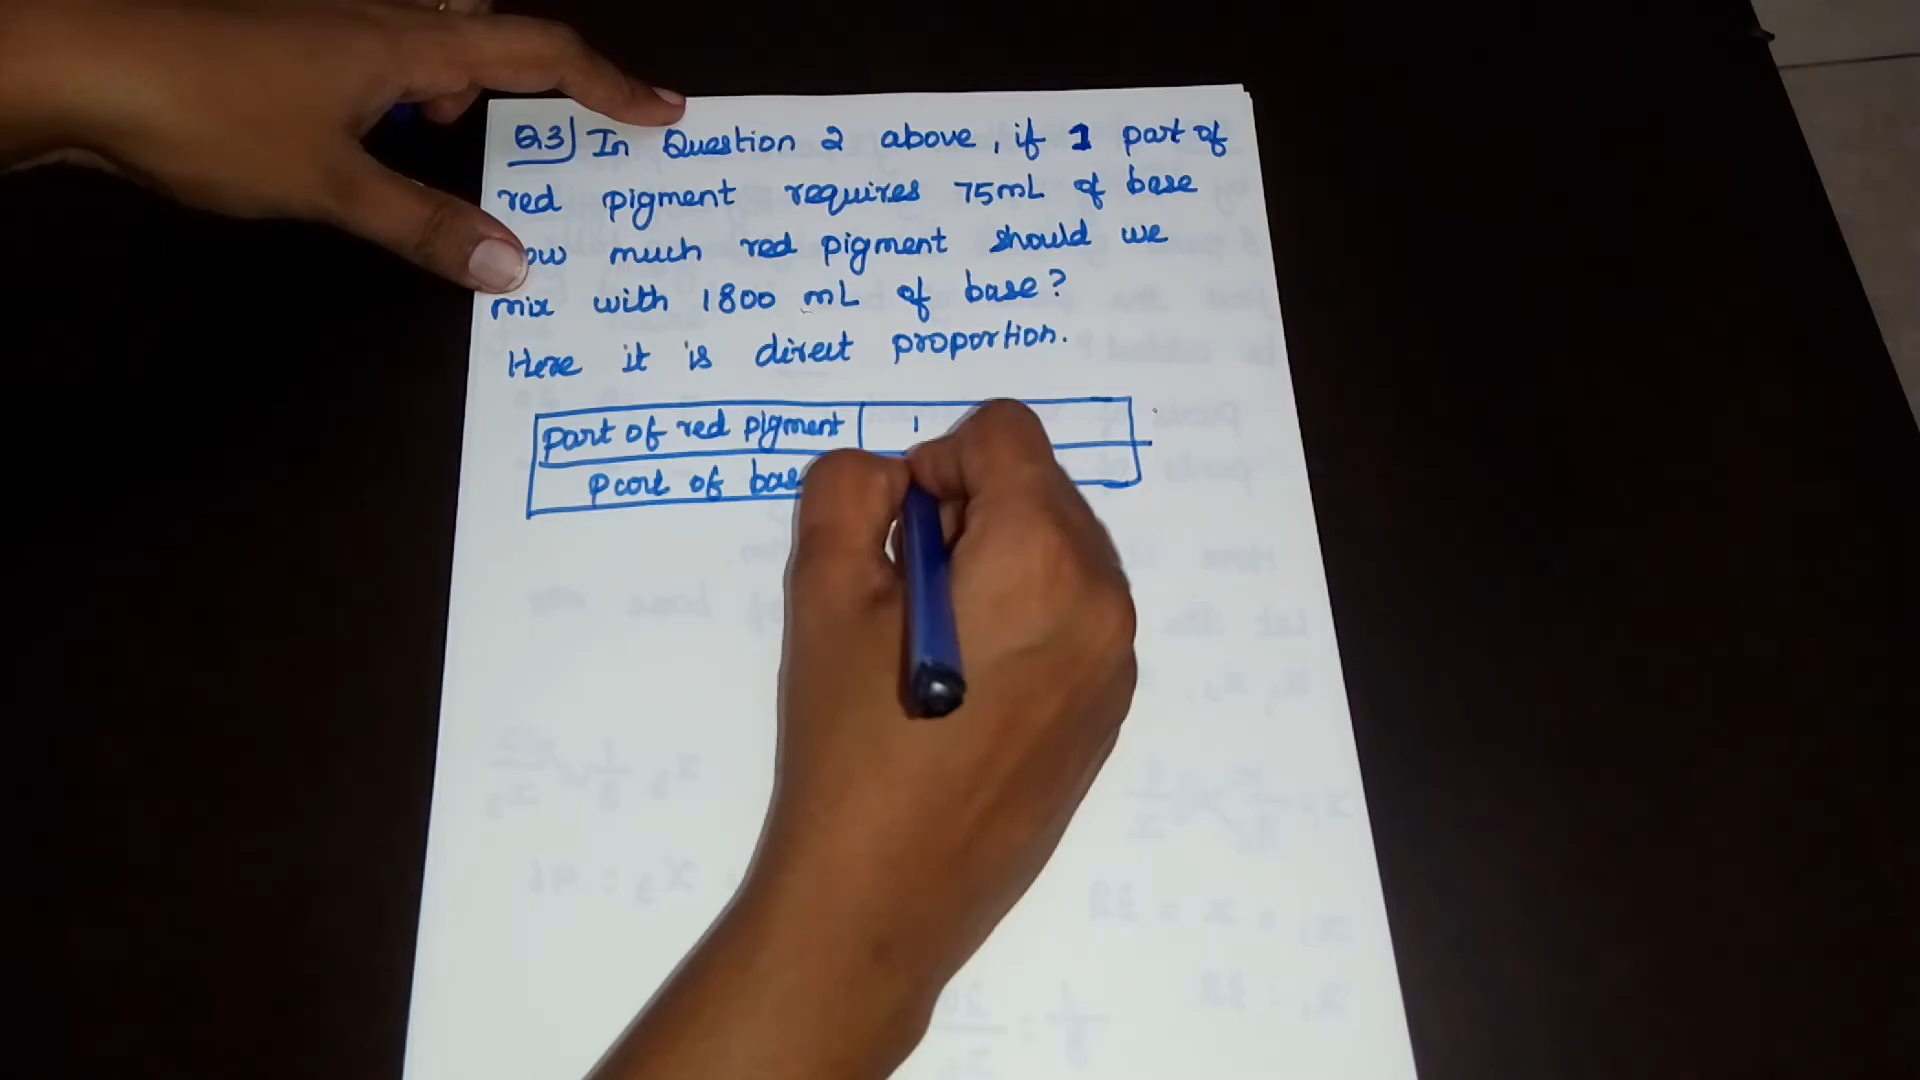 Q3) In Question 2 above, if 1 part of
red pigment requires 75mL of base
ow much red pigment should we
mix with 1800 mL of base?
Here it is direct proportion.
part of red pigment 1
part of bas